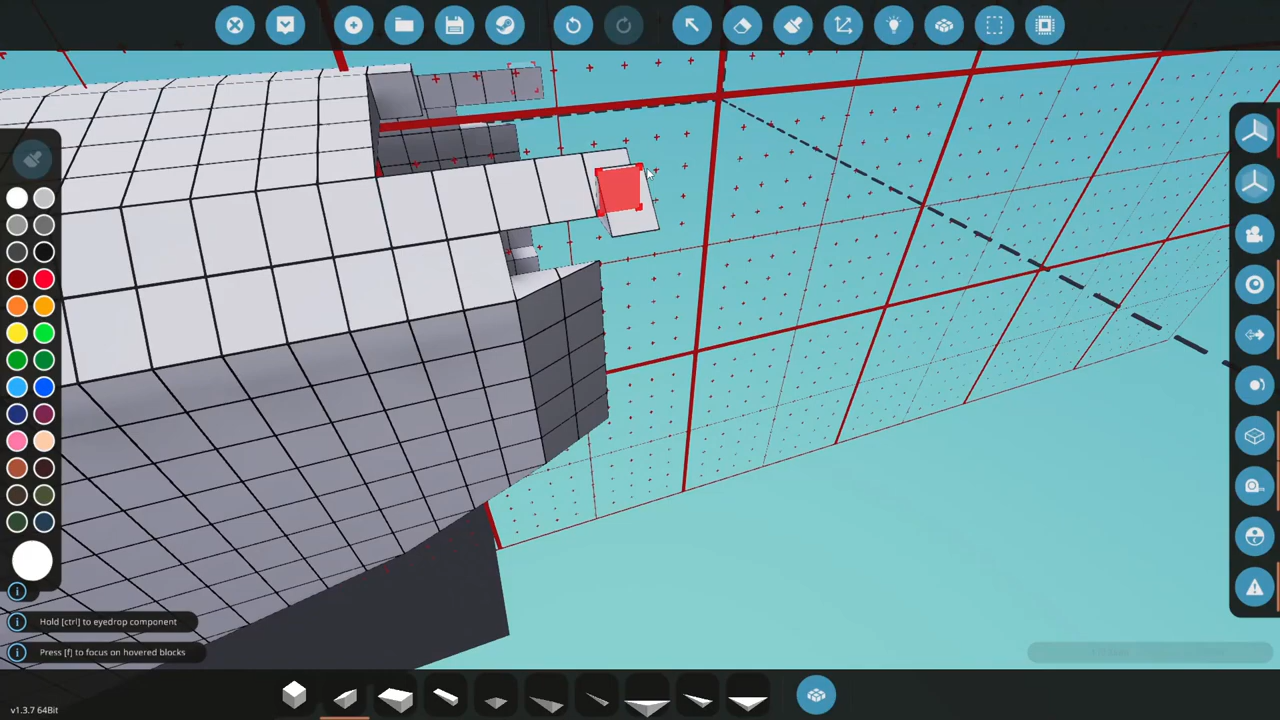 Hold [ctrl] to eyedrop component
Press [f] to focus on hovered blocks
v1.3.7 64Bit